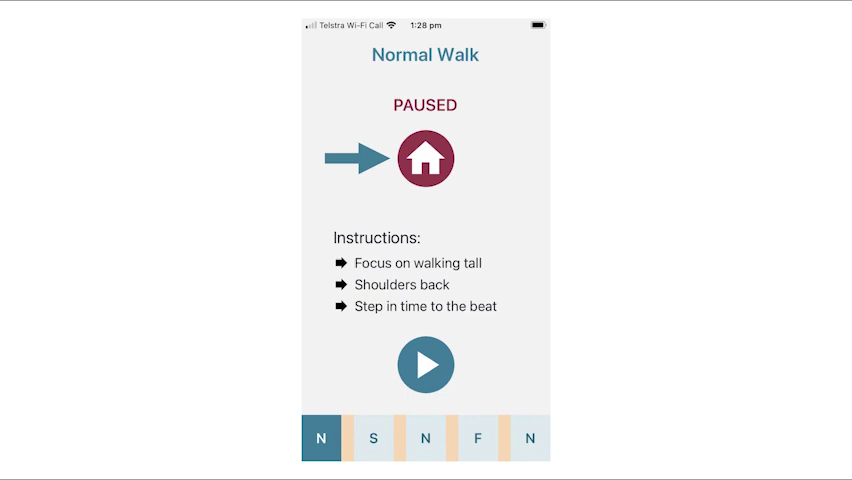 Telstra Wi-Fi Call 1:28 pm
Normal Walk
PAUSED
Instructions:
Focus on walking tall
Shoulders back
Step in time to the beat
N S N F N